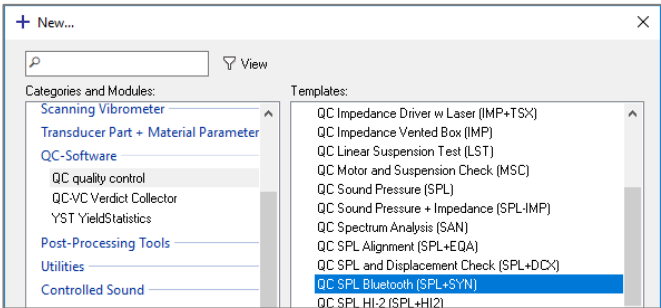 New...
View
Categories and Modules:
Templates:
Scanning Vibrometer
Transducer Part + Material Parameter
QC-Software
QC quality control
QC-VC Verdict Collector
YST YieldStatistics
Post-Processing Tools
Utilities
Controlled Sound
QC Impedance Driver w Laser (IMP+TSX)
QC Impedance Vented Box (IMP)
QC Linear Suspension Test (LST)
QC Motor and Suspension Check (MSC)
QC Sound Pressure (SPL)
QC Sound Pressure + Impedance (SPL-IMP)
QC Spectrum Analysis (SAN)
QC SPL Alignment (SPL+EQA)
QC SPL and Displacement Check (SPL+DCX)
QC SPL Bluetooth (SPL+SYN)
QC SPL HI-2 (SPL+HI2)